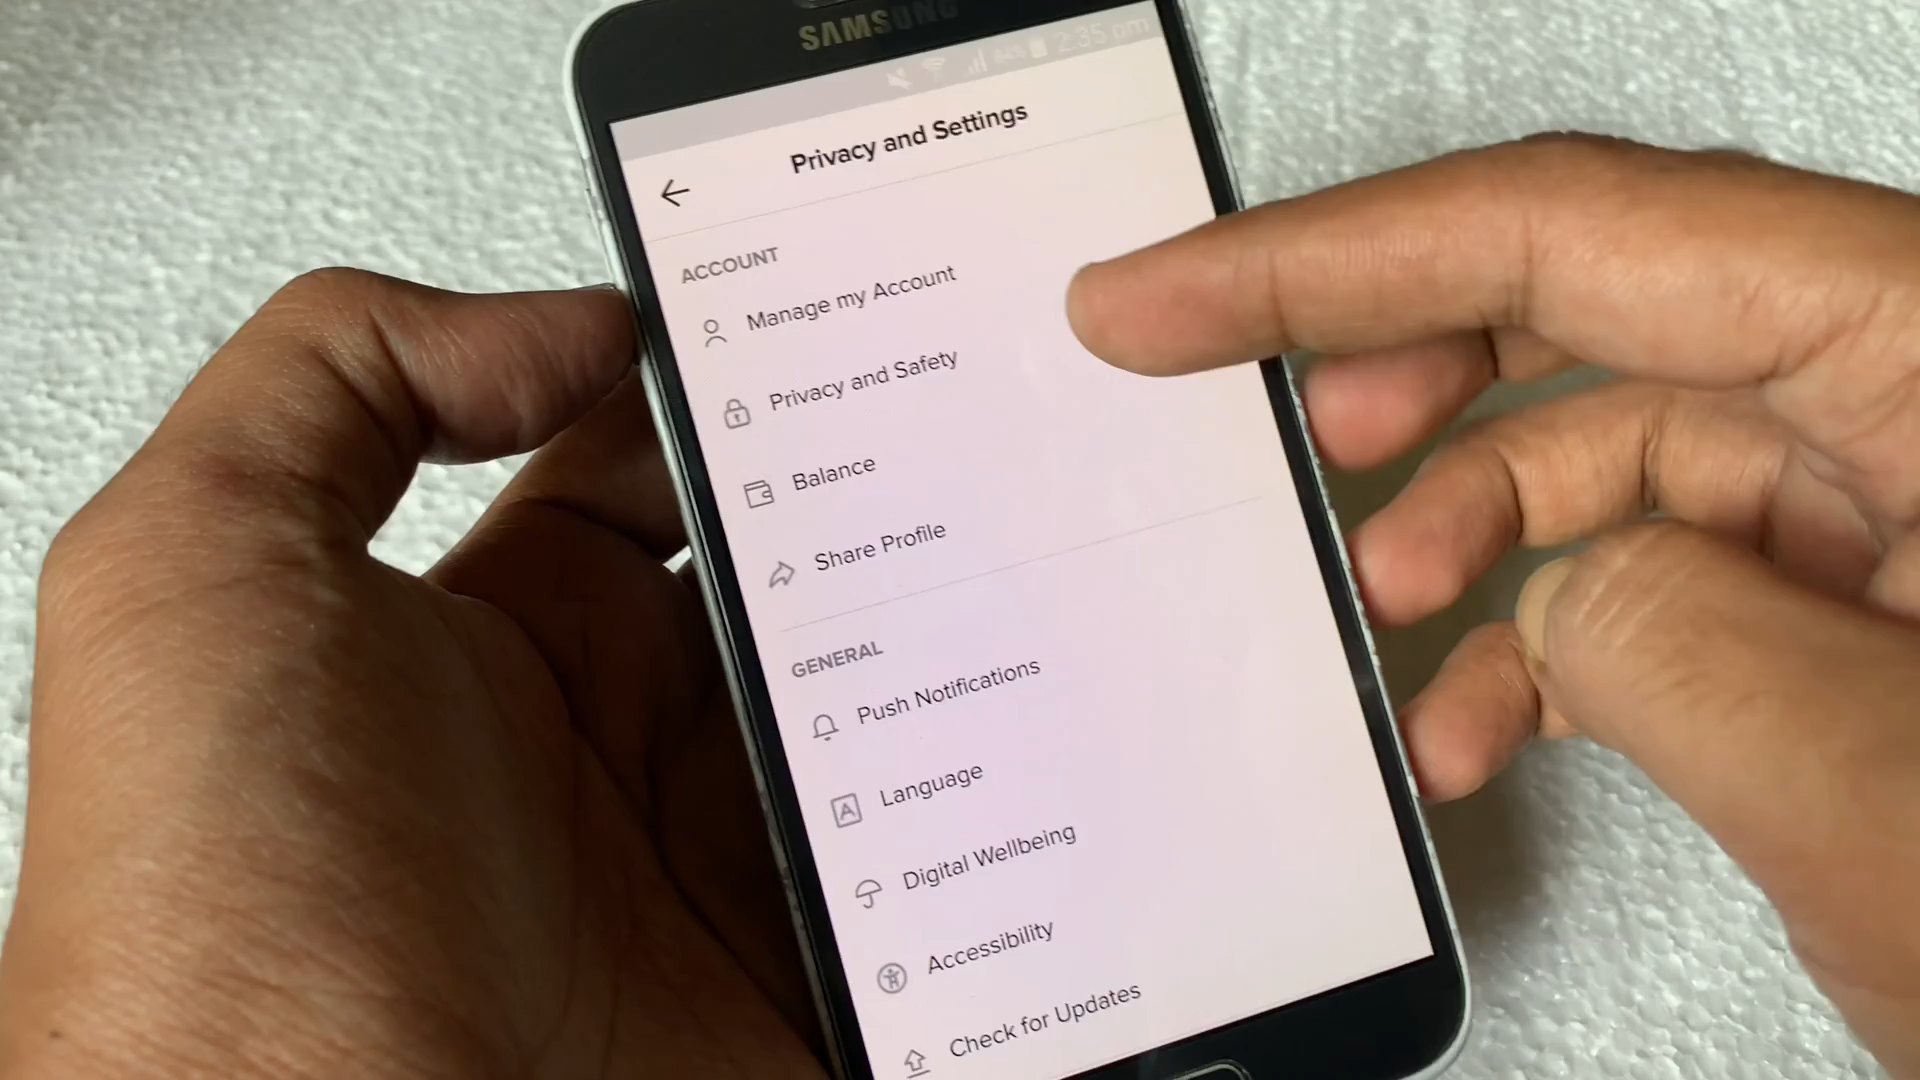 SAMSUNG
2:35 pm
Privacy and Settings
ACCOUNT
Manage my Account
Privacy and Safety
Balance
Share Profile
GENERAL
Push Notifications
Language
Digital Wellbeing
Accessibility
Check for Updates